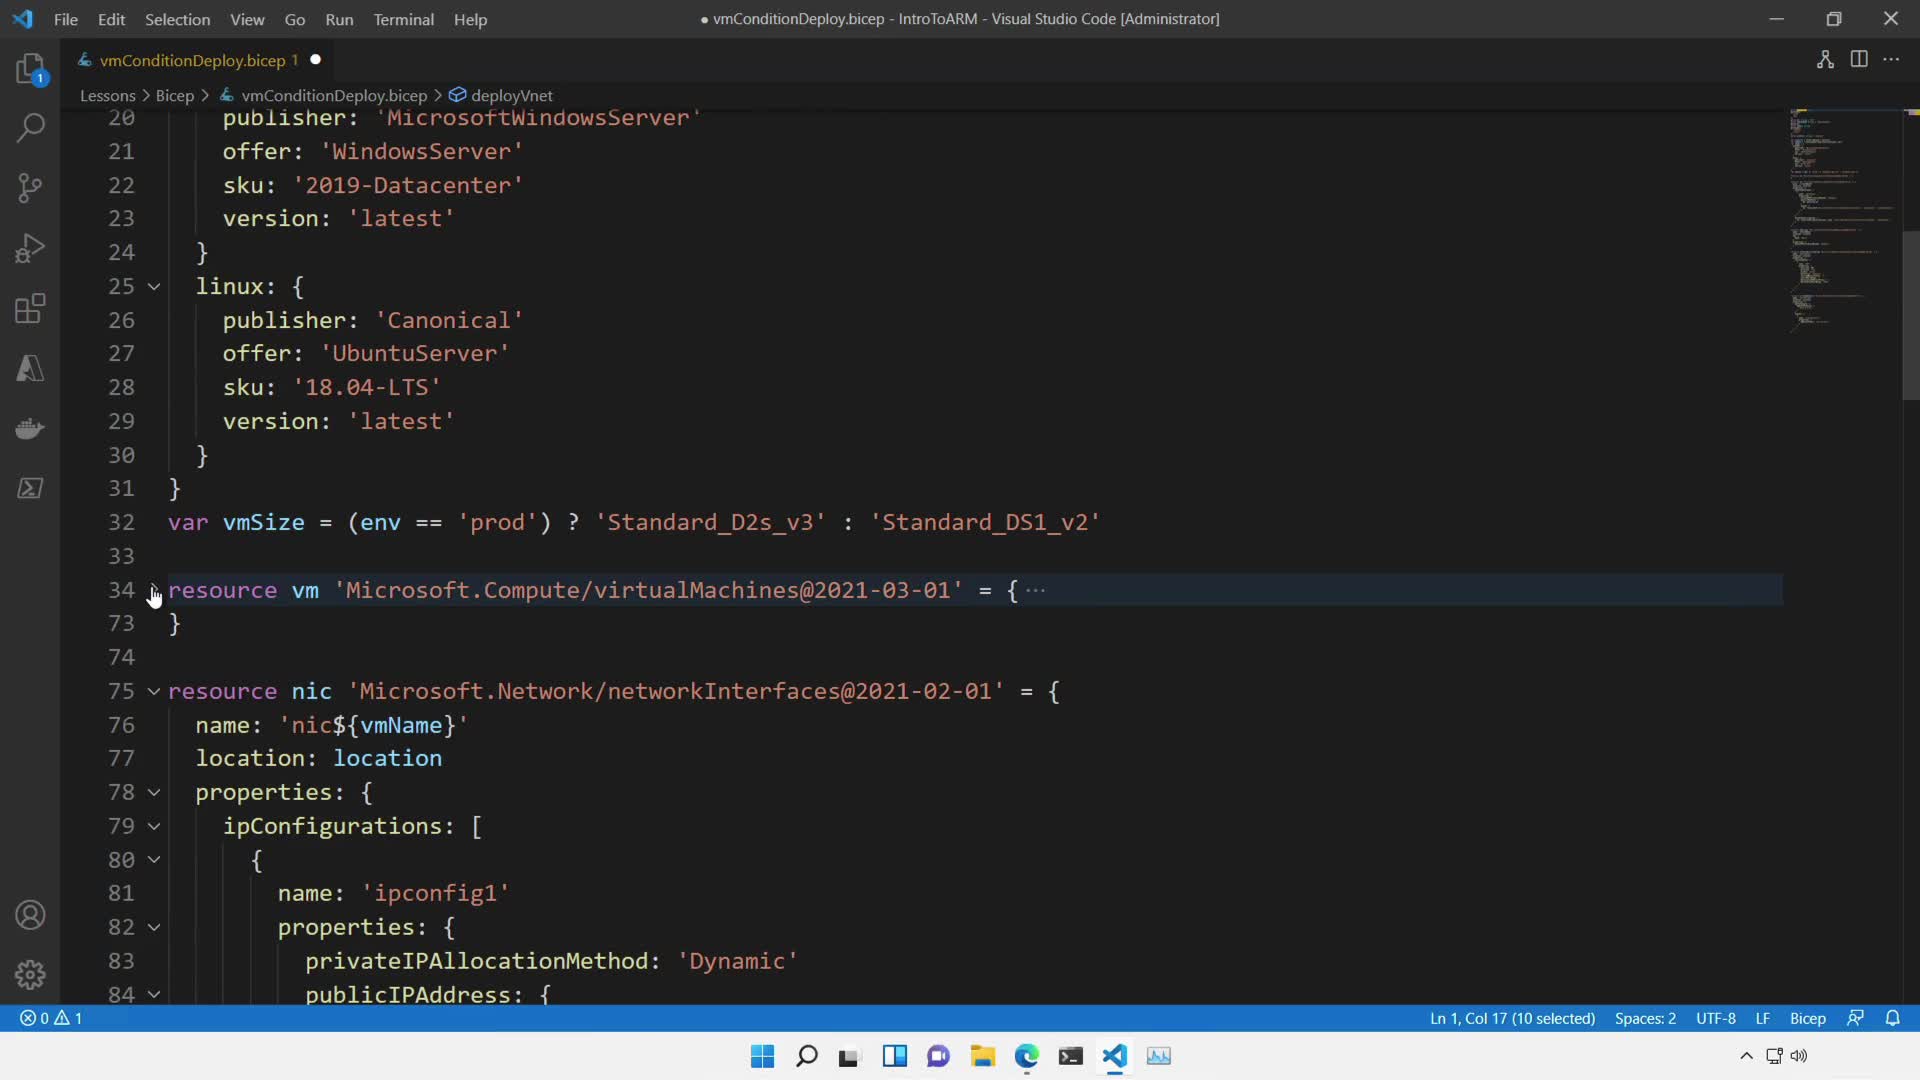 File Edit Selection View Go Run Terminal Help
● vmConditionDeploy.bicep - IntroToARM - Visual Studio Code [Administrator]
vmConditionDeploy.bicep 1
Lessons > Bicep > vmConditionDeploy.bicep > deployVnet
1
20 publisher: 'MicrosoftWindowsServer'
21 offer: 'WindowsServer'
22 sku: '2019-Datacenter'
23 version: 'latest'
24 }
25 linux: {
26 publisher: 'Canonical'
27 offer: 'UbuntuServer'
28 sku: '18.04-LTS'
29 version: 'latest'
30 }
31 }
32 var vmSize = (env == 'prod') ? 'Standard_D2s_v3' : 'Standard_DS1_v2'
33
34 resource vm 'Microsoft.Compute/virtualMachines@2021-03-01' = { ···
73 }
74
75 resource nic 'Microsoft.Network/networkInterfaces@2021-02-01' = {
76 name: 'nic${vmName}'
77 location: location
78 properties: {
79 ipConfigurations: [
80 {
81 name: 'ipconfig1'
82 properties: {
83 privateIPAllocationMethod: 'Dynamic'
84 publicIPAddress: {
0 1 Ln 1, Col 17 (10 selected) Spaces: 2 UTF-8 LF Bicep